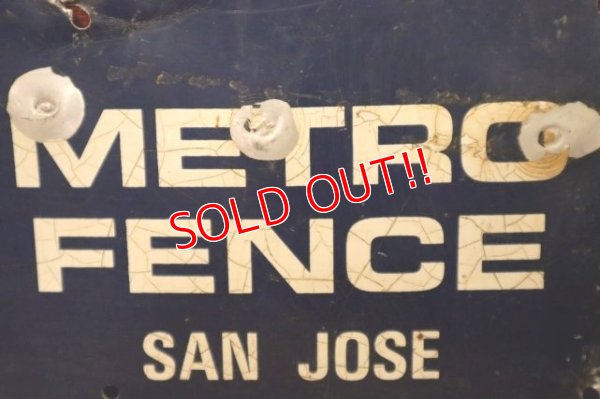 METRO
SOLD OUT!!
FENCE
SAN JOSE